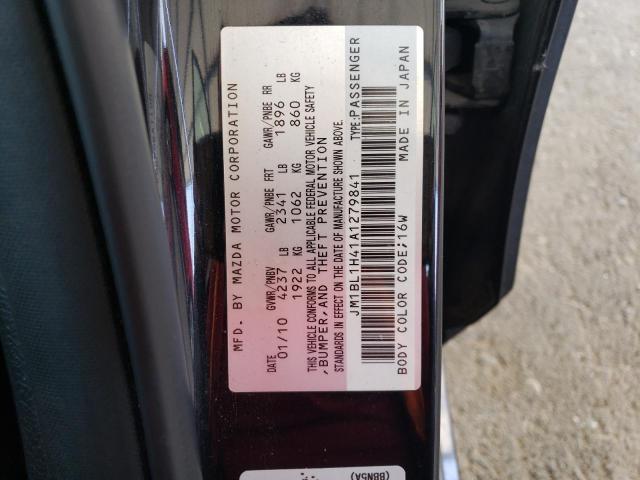 MFD. BY MAZDA MOTOR CORPORATION
DATE GVWR/PNBV GAWR/PNBE FRT GAWR/PNBE RR
01/10 4237 LB 2341 LB 1896 LB
1922 KG 1062 KG 860 KG
THIS VEHICLE CONFORMS TO ALL APPLICABLE FEDERAL MOTOR VEHICLE SAFETY
,BUMPER,AND THEFT PREVENTION
STANDARDS IN EFFECT ON THE DATE OF MANUFACTURE SHOWN ABOVE.
JM1BL1H41A1279841 TYPE:PASSENGER
BODY COLOR CODE;16W MADE IN JAPAN
(BBN5A)